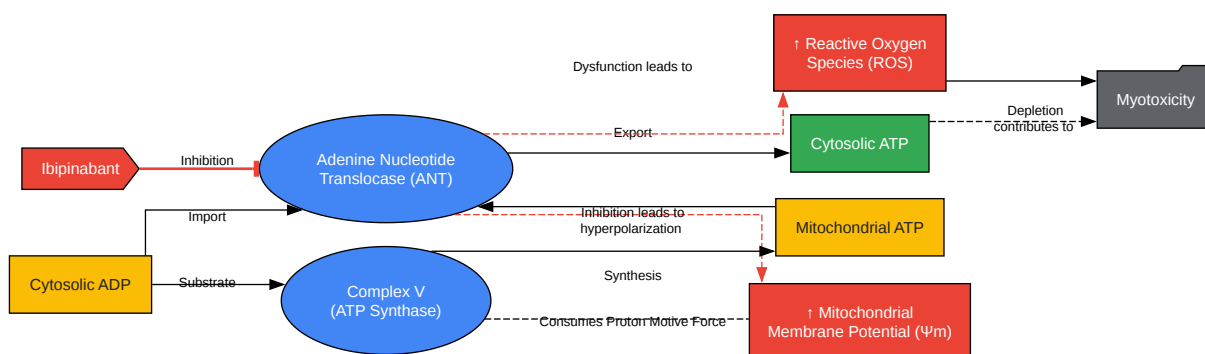 ↑ Reactive Oxygen
Species (ROS)
Dysfunction leads to
Myotoxicity
Depletion
contributes to
Export
Cytosolic ATP
Adenine Nucleotide
Translocase (ANT)
Inhibition
Ibipinabant
Import
Inhibition leads to
hyperpolarization
Mitochondrial ATP
Cytosolic ADP
Substrate
Synthesis
Complex V
(ATP Synthase)
Consumes Proton Motive Force
↑ Mitochondrial
Membrane Potential (Ψm)